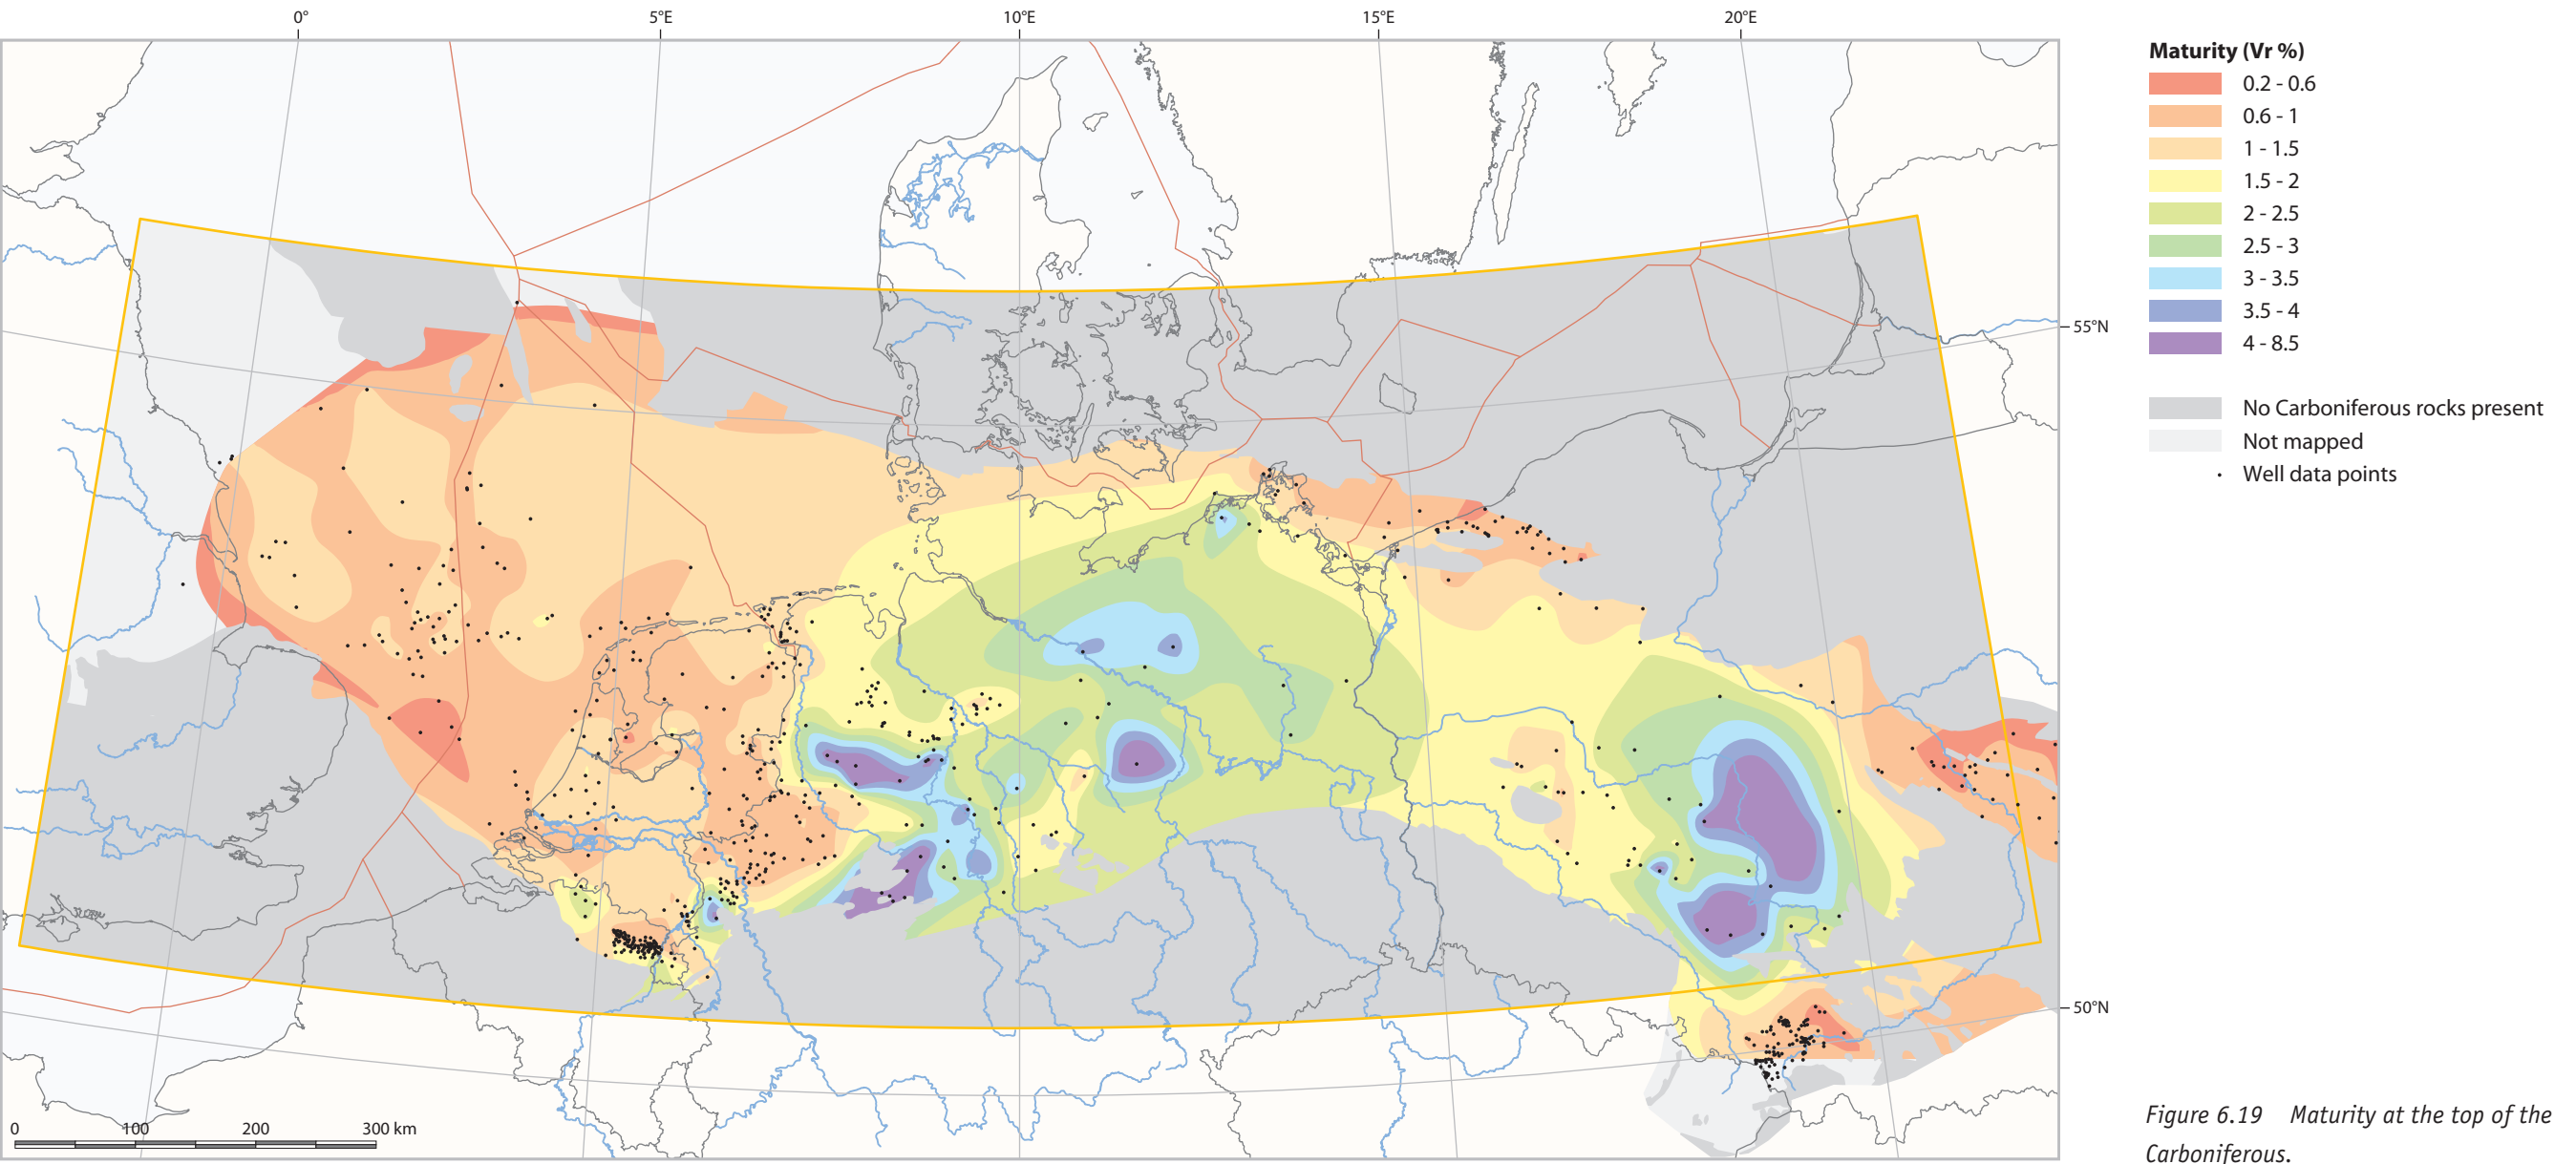 0° 5°E 10°E 15°E 20°E
Maturity (Vr %)
0.2 - 0.6
0.6 - 1
1 - 1.5
1.5 - 2
2 - 2.5
2.5 - 3
3 - 3.5
3.5 - 4
4 - 8.5
No Carboniferous rocks present
Not mapped
Well data points
55°N
50°N
0 100 200 300 km
Figure 6.19 Maturity at the top of the
Carboniferous.